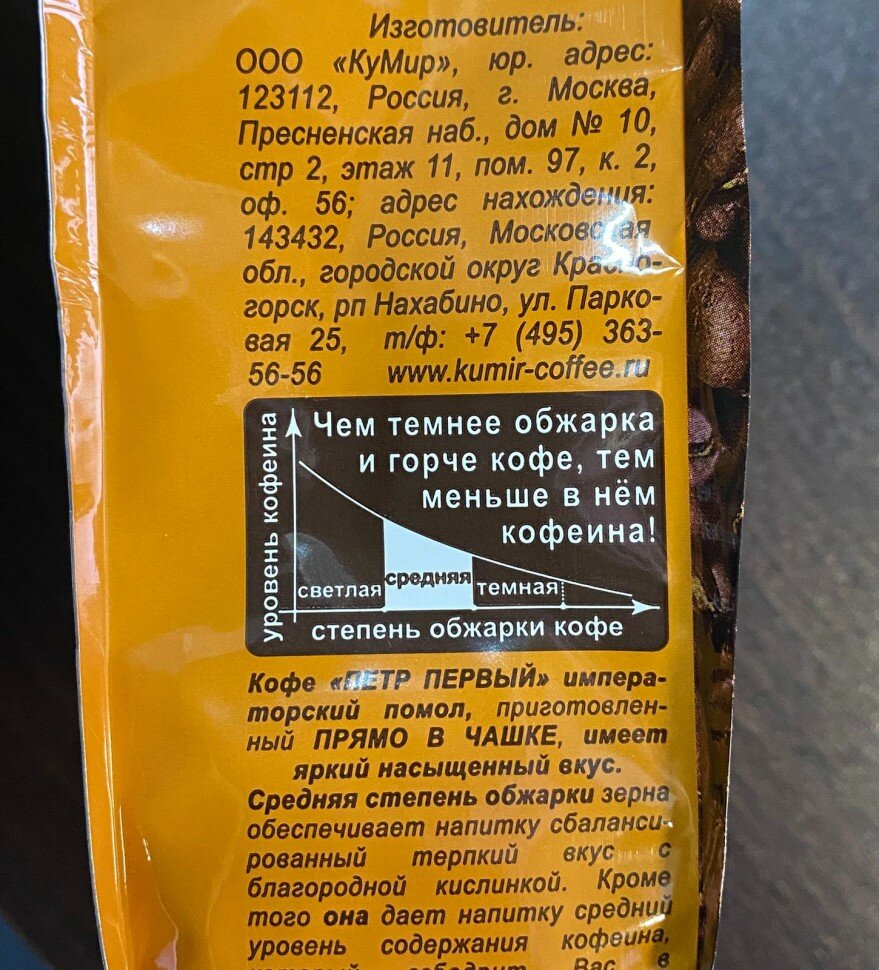 Изготовитель:
ООО «КуМир», юр. адрес:
123112, Россия, г. Москва,
Пресненская наб., дом № 10,
стр 2, этаж 11, пом. 97, к. 2,
оф. 56; адрес нахождения:
143432, Россия, Московская
обл., городской округ Красно-
горск, рп Нахабино, ул. Парко-
вая 25, т/ф: +7 (495) 363-
56-56 www.kumir-coffee.ru
уровень кофеина
Чем темнее обжарка
и горче кофе, тем
меньше в нём
кофеина!
светлая средняя темная
степень обжарки кофе
Кофе «ПЕТР ПЕРВЫЙ» импера-
торский помол, приготовлен-
ный ПРЯМО В ЧАШКЕ, имеет
яркий насыщенный вкус.
Средняя степень обжарки зерна
обеспечивает напитку сбаланси-
рованный терпкий вкус с
благородной кислинкой. Кроме
того она дает напитку средний
уровень содержания кофеина,
Вас в